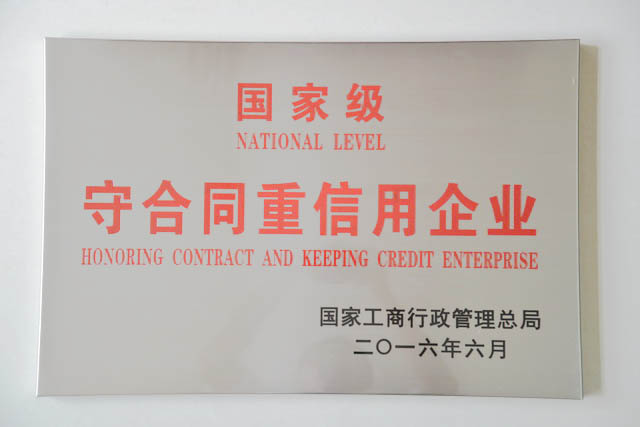 国家级
NATIONAL LEVEL
守合同重信用企业
HONORING CONTRACT AND KEEPING CREDIT ENTERPRISE
国家工商行政管理总局
二〇一六年六月